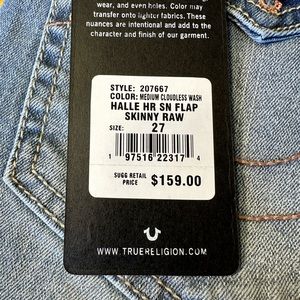 wear, and even holes. Color may
transfer onto lighter fabrics. These
nuances are intentional and add to the
character and finish of our garment.
STYLE: 207667
COLOR: MEDIUM CLOUDLESS WASH
HALLE HR SN FLAP
SKINNY RAW
SIZE: 27
1 97516 22317 4
SUGG RETAIL
PRICE $159.00
WWW.TRUERELIGION.COM